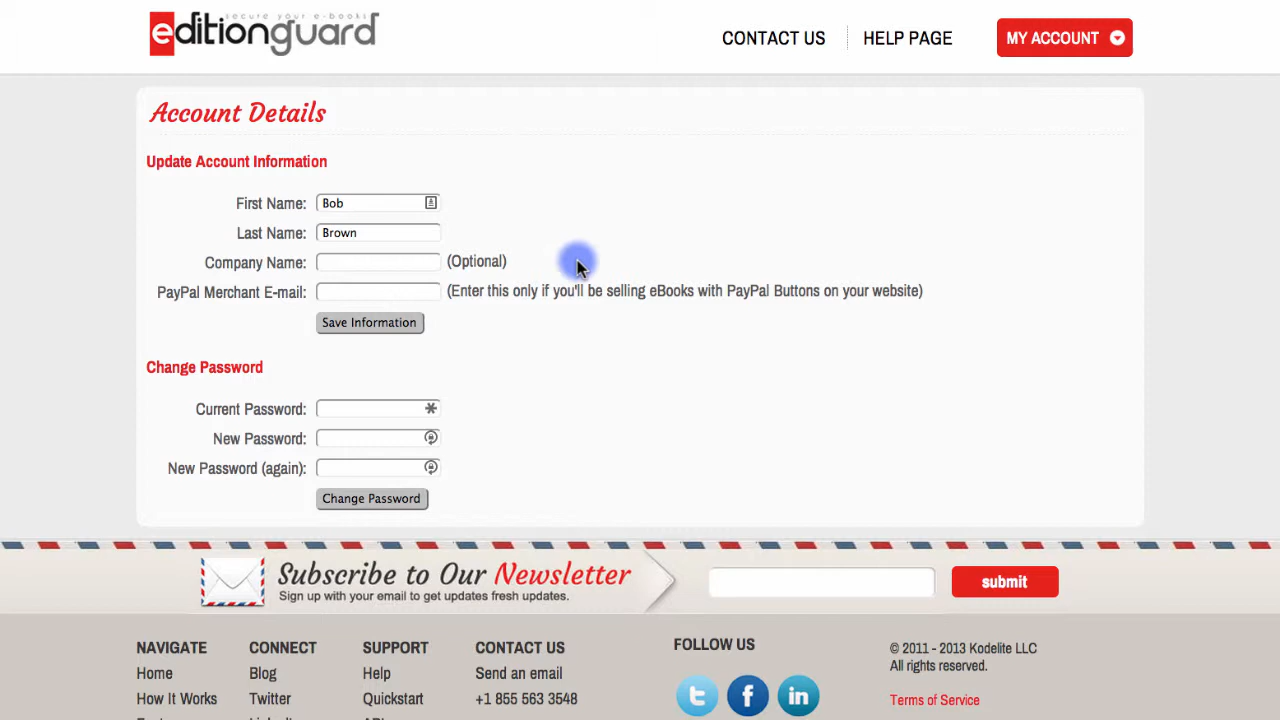 secure your e-books
editionguard
CONTACT US
HELP PAGE
MY ACCOUNT
Account Details
Update Account Information
First Name: Bob
Last Name: Brown
Company Name: (Optional)
PayPal Merchant E-mail: (Enter this only if you'll be selling eBooks with PayPal Buttons on your website)
Save Information
Change Password
Current Password:
New Password:
New Password (again):
Change Password
Subscribe to Our Newsletter
Sign up with your email to get updates fresh updates.
submit
NAVIGATE
Home
How It Works
CONNECT
Blog
Twitter
SUPPORT
Help
Quickstart
CONTACT US
Send an email
+1 855 563 3548
FOLLOW US
© 2011 - 2013 Kodelite LLC
All rights reserved.
Terms of Service